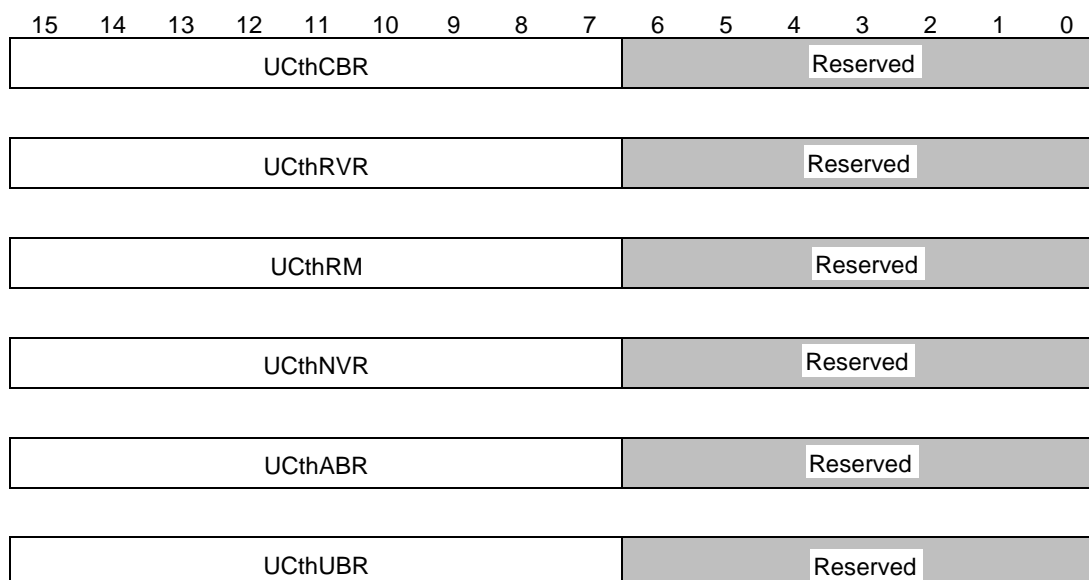 15 14 13 12 11 10 9 8 7 6 5 4 3 2 1 0
UCthCBR Reserved
UCthRVR Reserved
UCthRM Reserved
UCthNVR Reserved
UCthABR Reserved
UCthUBR Reserved